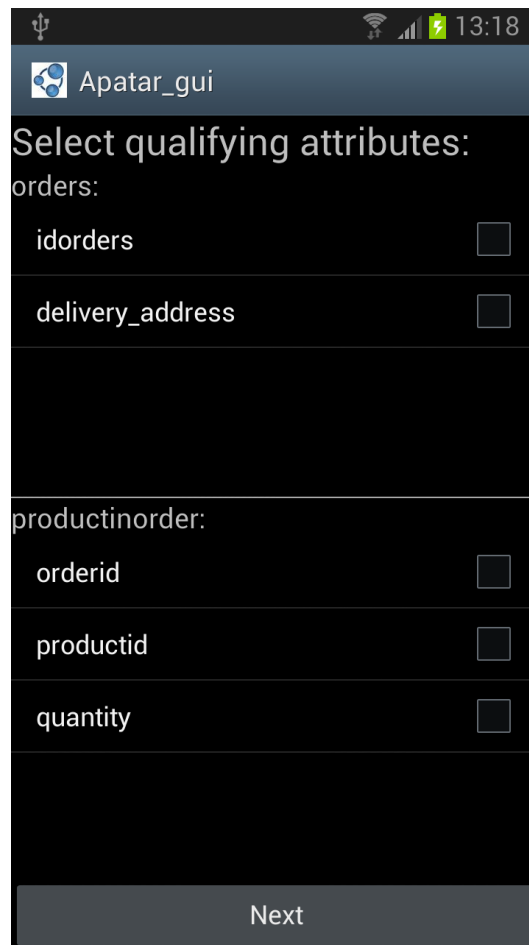 13:18
Apatar_gui
Select qualifying attributes:
orders:
idorders
delivery_address
productinorder:
orderid
productid
quantity
Next